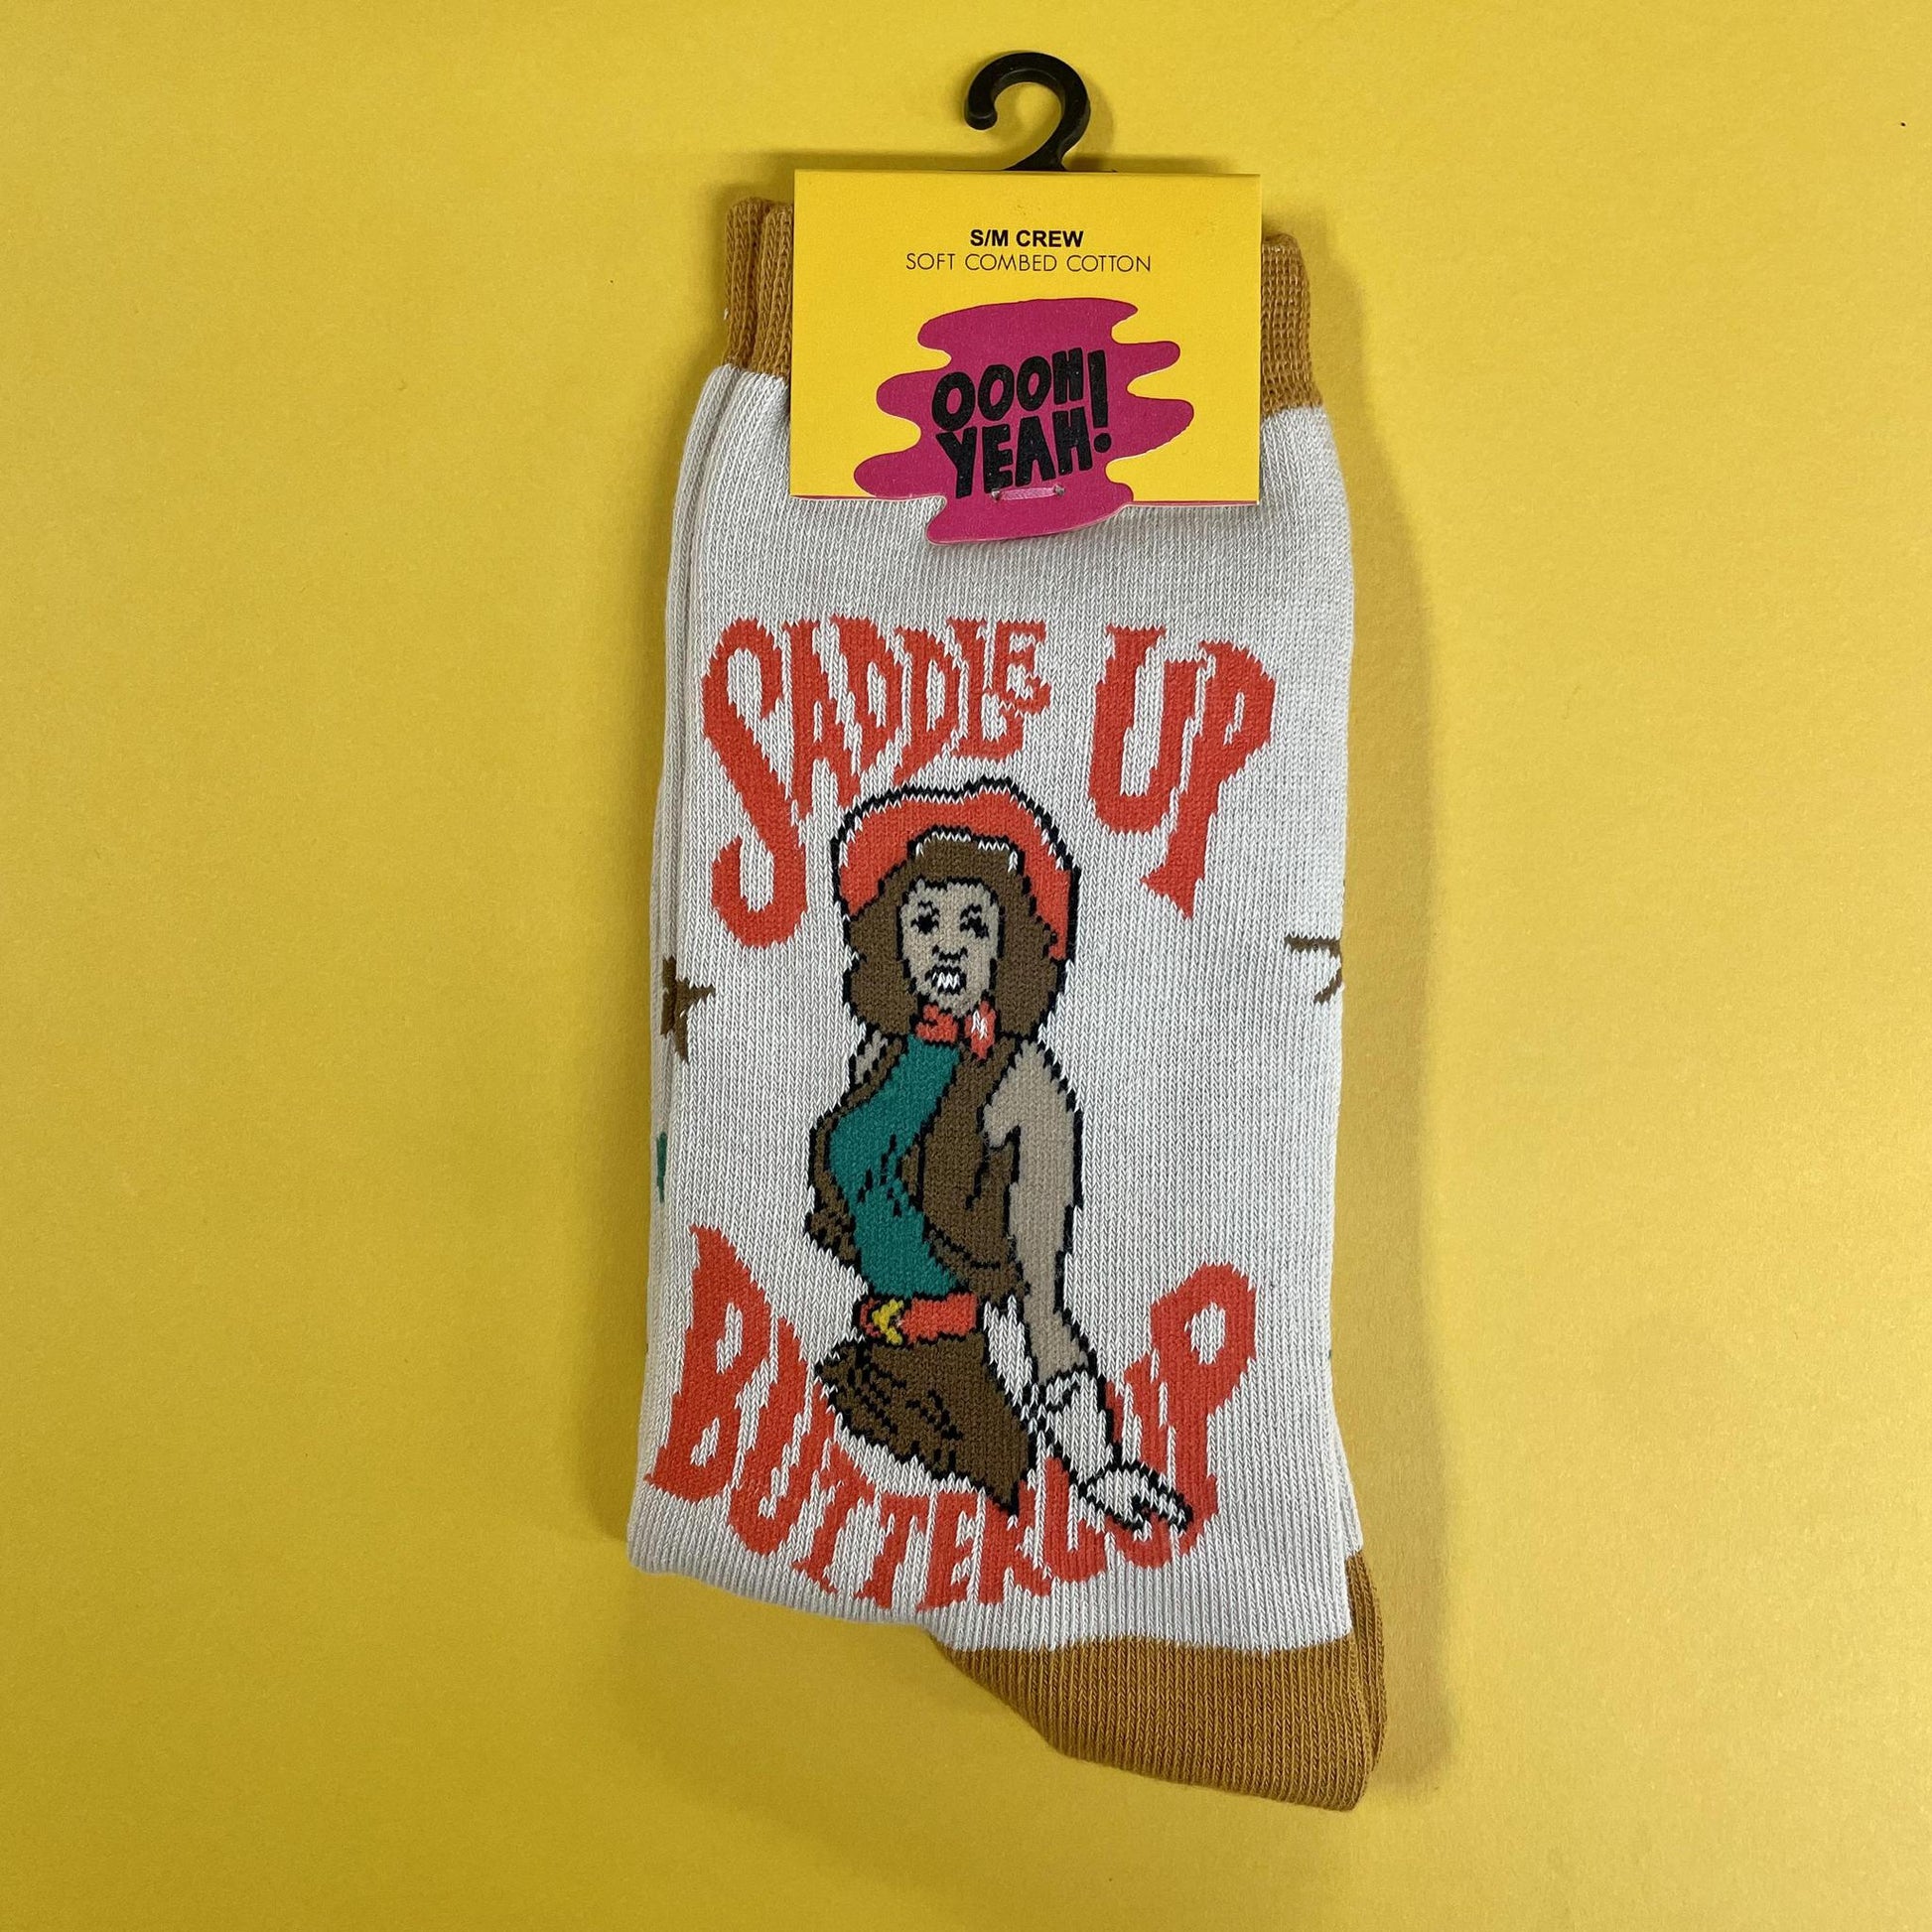 S/M CREW
SOFT COMBED COTTON
OOOH
YEAH!
SADDLE UP
BUTTERCUP